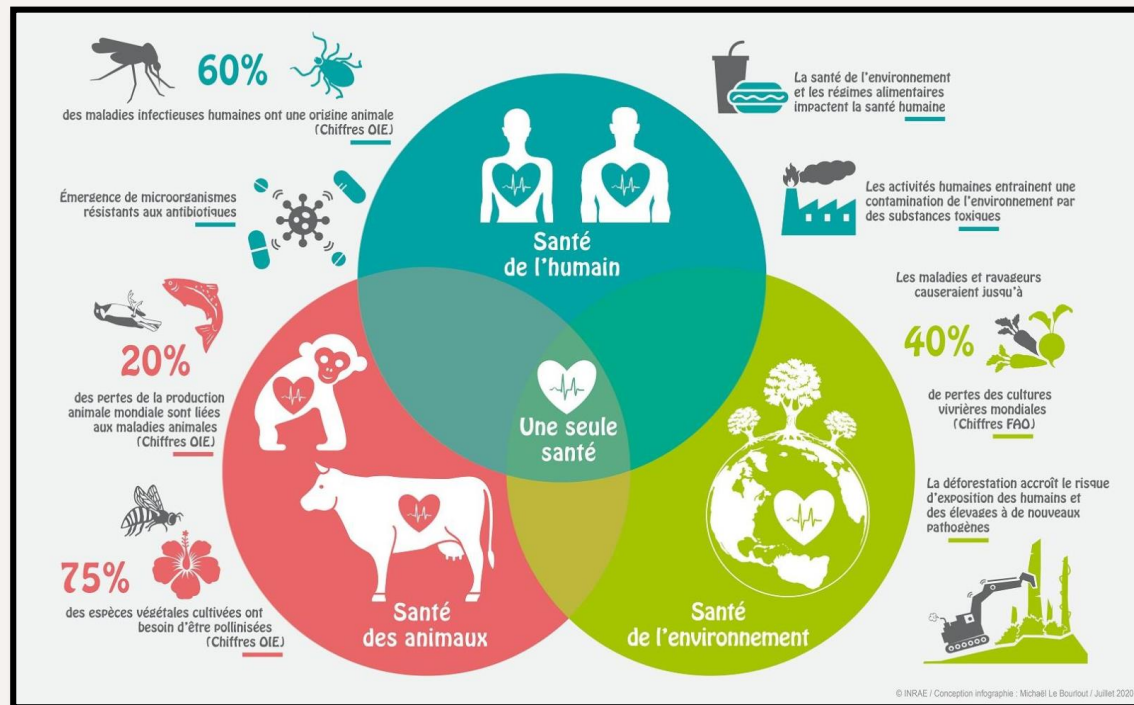 60%
des maladies infectieuses humaines ont une origine animale
(Chiffres OIE)
Émergence de microorganismes
résistants aux antibiotiques
20%
des pertes de la production
animale mondiale sont liées
aux maladies animales
(Chiffres OIE)
75%
des espèces végétales cultivées ont
besoin d'être pollinisées
(Chiffres OIE)
Santé
de l'humain
Une seule
santé
Santé
des animaux
Santé
de l'environnement
La santé de l'environnement
et les régimes alimentaires
impactent la santé humaine
Les activités humaines entrainent une
contamination de l'environnement par
des substances toxiques
Les maladies et ravageurs
causeraient jusqu'à
40%
de pertes des cultures
vivrières mondiales
(Chiffres FAO)
La déforestation accroît le risque
d'exposition des humains et
des élevages à de nouveaux
pathogènes
© INRAE / Conception infographie : Michaël Le Bourlout / Juillet 2020